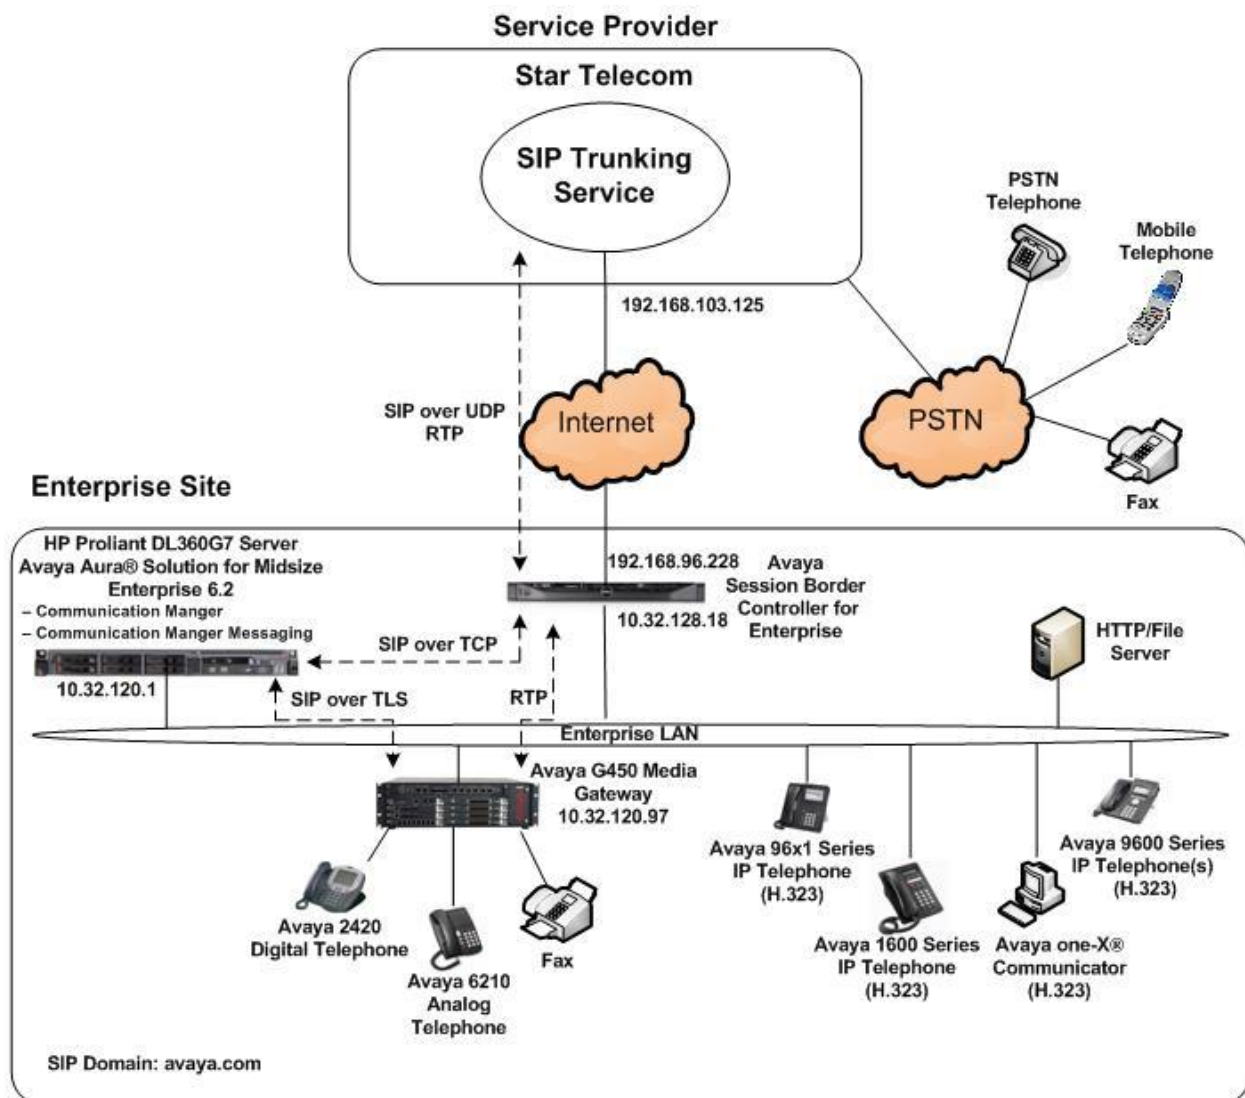 Service Provider
Star Telecom
SIP Trunking
Service
PSTN
Telephone
Mobile
Telephone
192.168.103.125
SIP over UDP
RTP
Internet
PSTN
Fax
Enterprise Site
HP Proliant DL360G7 Server
Avaya Aura® Solution for Midsize
Enterprise 6.2
– Communication Manger
– Communication Manger Messaging
10.32.120.1
192.168.96.228
10.32.128.18
Avaya
Session Border
Controller for
Enterprise
SIP over TCP
SIP over TLS
RTP
HTTP/File
Server
Enterprise LAN
Avaya G450 Media
Gateway
10.32.120.97
Avaya 2420
Digital Telephone
Avaya 6210
Analog
Telephone
Fax
Avaya 96x1 Series
IP Telephone
(H.323)
Avaya 1600 Series
IP Telephone
(H.323)
Avaya one-X®
Communicator
(H.323)
Avaya 9600 Series
IP Telephone(s)
(H.323)
SIP Domain: avaya.com